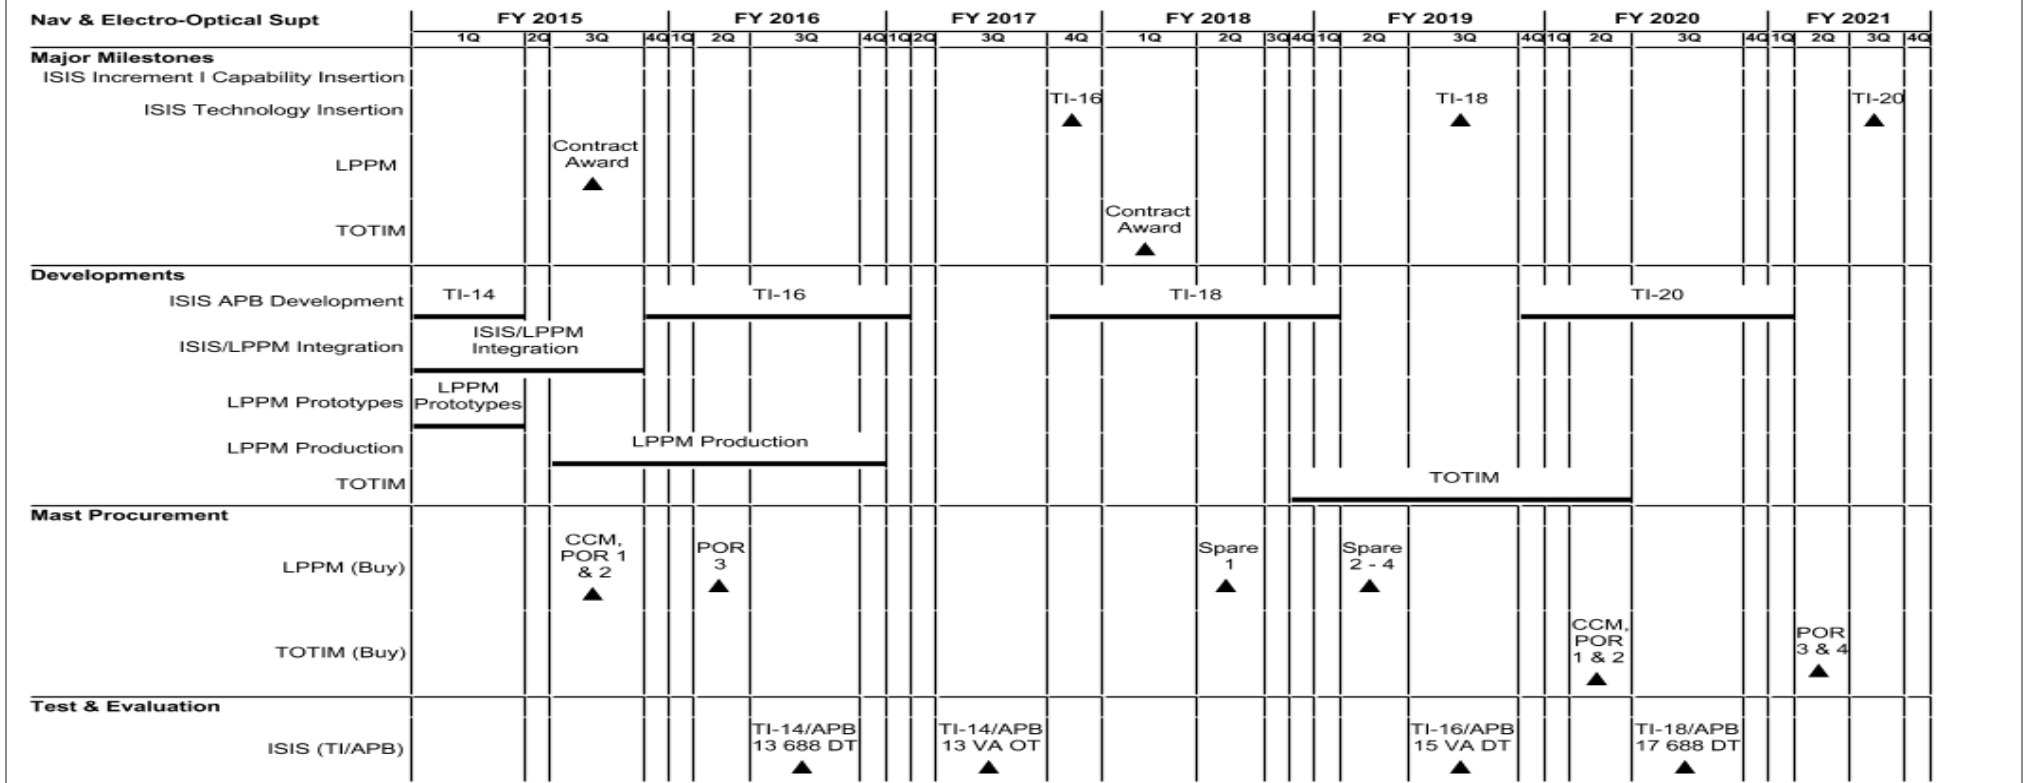 Nav & Electro-Optical Supt FY 2015 FY 2016 FY 2017 FY 2018 FY 2019 FY 2020 FY 2021
1Q 2Q 3Q 4Q 1Q 2Q 3Q 4Q 1Q 2Q 3Q 4Q 1Q 2Q 3Q 4Q 1Q 2Q 3Q 4Q 1Q 2Q 3Q 4Q 1Q 2Q 3Q 4Q
Major Milestones
ISIS Increment I Capability Insertion
ISIS Technology Insertion
TI-16 TI-18 TI-20
LPPM
Contract
Award
TOTIM
Contract
Award
Developments
ISIS APB Development
TI-14 TI-16 TI-18 TI-20
ISIS/LPPM Integration
ISIS/LPPM
Integration
LPPM Prototypes
LPPM
Prototypes
LPPM Production
LPPM Production
TOTIM
TOTIM
Mast Procurement
LPPM (Buy)
CCM,
POR 1
& 2
POR
3
Spare
1
Spare
2 - 4
TOTIM (Buy)
CCM,
POR
1 & 2
POR
3 & 4
Test & Evaluation
ISIS (TI/APB)
TI-14/APB
13 688 DT
TI-14/APB
13 VA OT
TI-16/APB
15 VA DT
TI-18/APB
17 688 DT